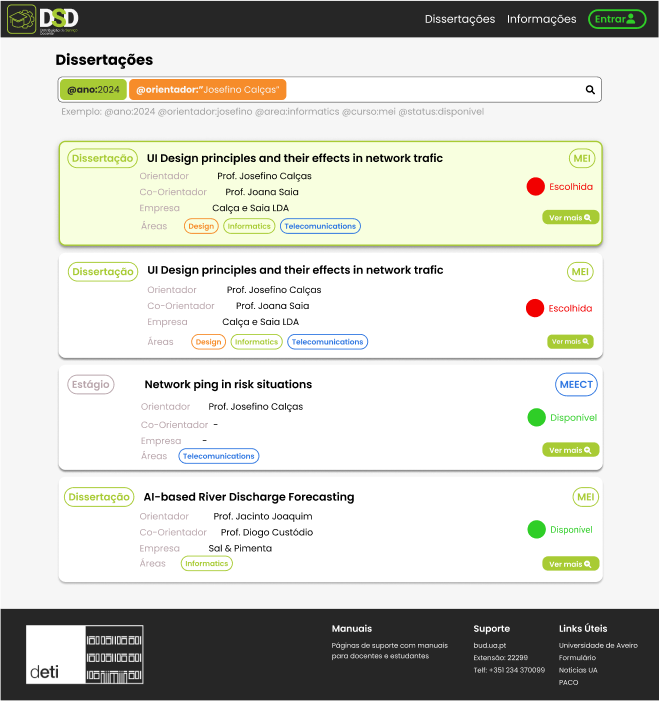 DSD
Dissertações
Informações
Entrar
Dissertações
@ano:2024 @orientador:"Josefino Calças"
Exemplo: @ano:2024 @orientador:josefino @area:informatics @curso:mei @status:disponivel
Dissertação UI Design principles and their effects in network trafic MEI
Orientador Prof. Josefino Calças
Escolhida
Co-Orientador Prof. Joana Saia
Empresa Calça e Saia LDA
Ver mais
Áreas Design Informatics Telecomunications
Dissertação UI Design principles and their effects in network trafic MEI
Orientador Prof. Josefino Calças
Co-Orientador Prof. Joana Saia
Escolhida
Empresa Calça e Saia LDA
Áreas Design Informatics Telecomunications
Ver mais
Estágio Network ping in risk situations MEECT
Orientador Prof. Josefino Calças
Disponível
Co-Orientador -
Empresa -
Ver mais
Áreas Telecomunications
Dissertação AI-based River Discharge Forecasting MEI
Orientador Prof. Jacinto Joaquim
Co-Orientador Prof. Diogo Custódio
Disponível
Empresa Sal & Pimenta
Áreas Informatics
Ver mais
deti
Manuais
Páginas de suporte com manuais
para docentes e estudantes
Suporte
bud.ua.pt
Extensão: 22299
Telf: +351 234 370099
Links Úteis
Universidade de Aveiro
Formulário
Notícias UA
PACO